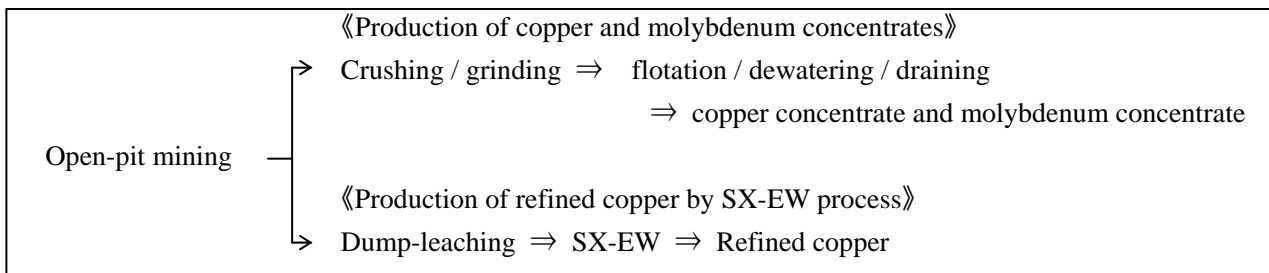 《Production of copper and molybdenum concentrates》
Crushing / grinding ⇒ flotation / dewatering / draining
⇒ copper concentrate and molybdenum concentrate
Open-pit mining
《Production of refined copper by SX-EW process》
Dump-leaching ⇒ SX-EW ⇒ Refined copper